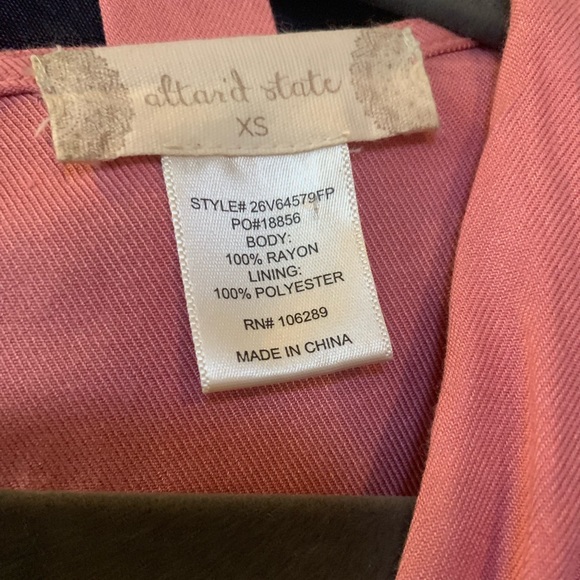 altar'd state
XS
STYLE# 26V64579FP
PO#18856
BODY:
100% RAYON
LINING:
100% POLYESTER
RN# 106289
MADE IN CHINA